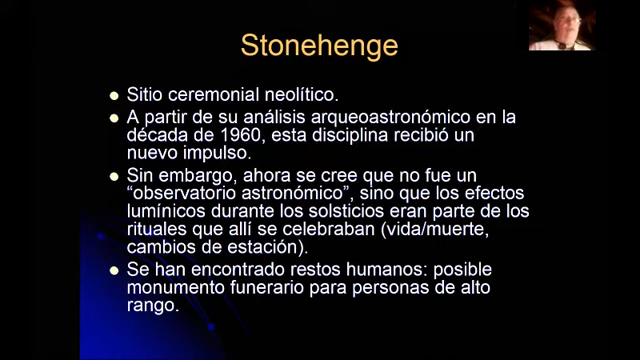 Stonehenge
Sitio ceremonial neolítico.
A partir de su análisis arqueoastronómico en la
década de 1960, esta disciplina recibió un
nuevo impulso.
Sin embargo, ahora se cree que no fue un
“observatorio astronómico”, sino que los efectos
lumínicos durante los solsticios eran parte de los
rituales que allí se celebraban (vida/muerte,
cambios de estación).
Se han encontrado restos humanos: posible
monumento funerario para personas de alto
rango.